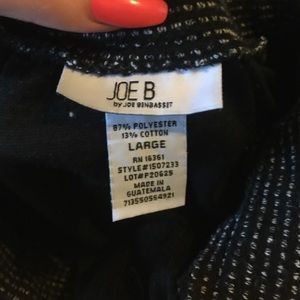 JOE B
by JOE BENBASSET
87% POLYESTER
13% COTTON
LARGE
RN 16361
STYLE#1507233
LOT#P20625
MADE IN
GUATEMALA
713550554921